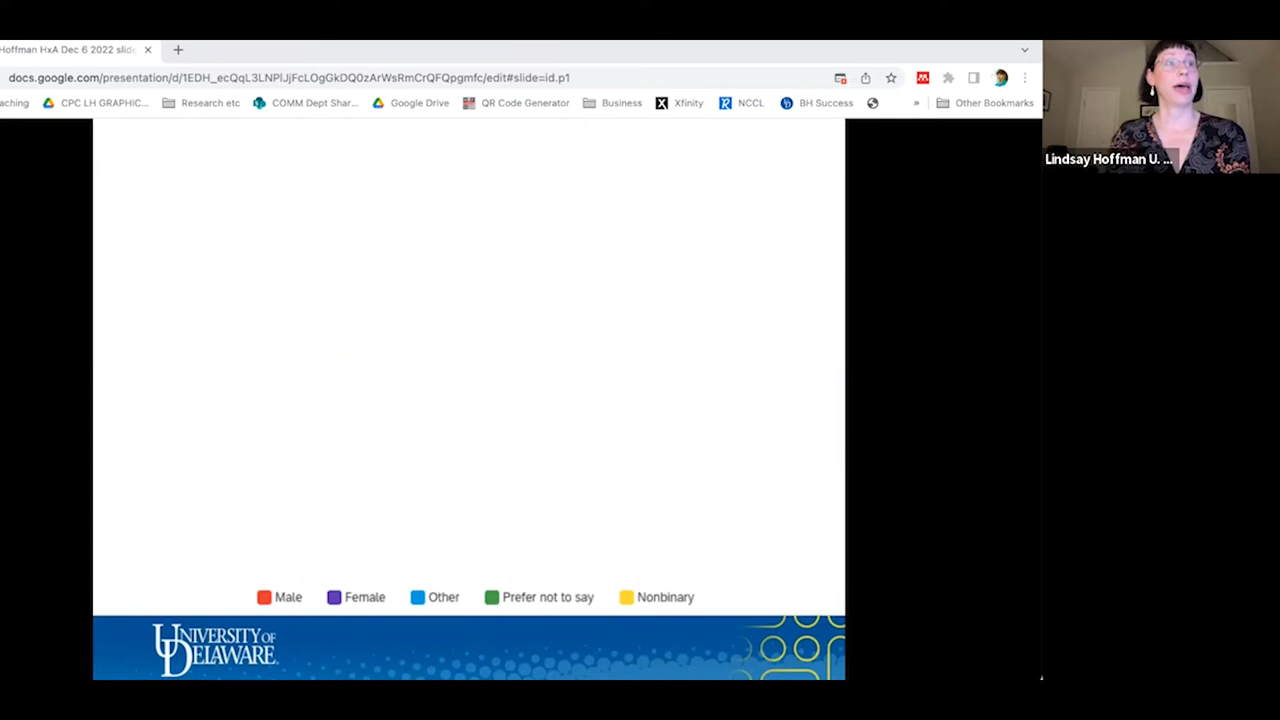 Hoffman HxA Dec 6 2022 slide
docs.google.com/presentation/d/1EDH_ecQqL3LNPIJjFcLOgGkDQ0zArWsRmCrQFQpgmfc/edit#slide=id.p1
aching CPC LH GRAPHIC... Research etc COMM Dept Shar... Google Drive QR Code Generator Business Xfinity NCCL BH Success » Other Bookmarks
Lindsay Hoffman U. ...
Male Female Other Prefer not to say Nonbinary
UNIVERSITY OF
DELAWARE